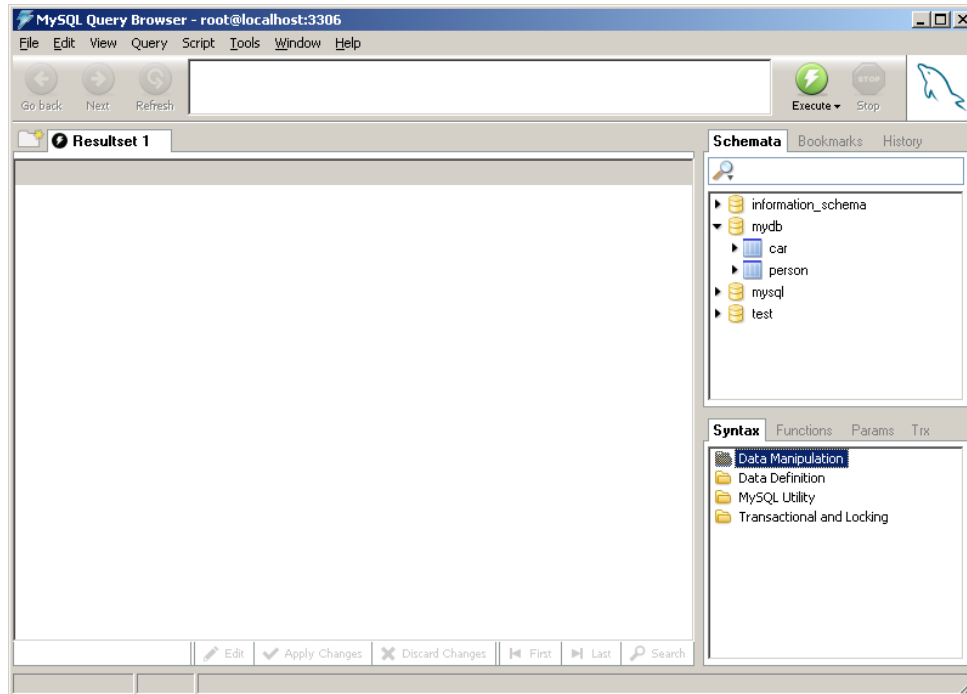 MySQL Query Browser - root@localhost:3306
File Edit View Query Script Tools Window Help
Go back Next Refresh Execute STOP Stop
Resultset 1
Schemata Bookmarks History
information_schema
mydb
car
person
mysql
test
Syntax Functions Params Trx
Data Manipulation
Data Definition
MySQL Utility
Transactional and Locking
Edit Apply Changes Discard Changes First Last Search